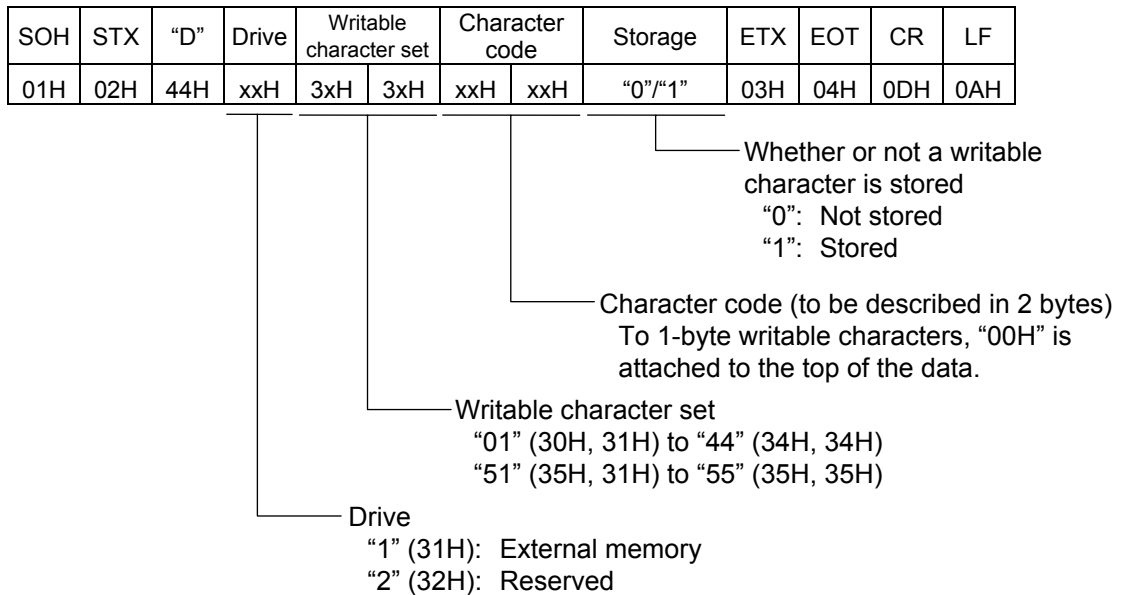 SOH STX “D” Drive Writable character set Character code Storage ETX EOT CR LF
01H 02H 44H xxH 3xH 3xH xxH xxH “0”/“1” 03H 04H 0DH 0AH
Whether or not a writable
character is stored
“0”: Not stored
“1”: Stored
Character code (to be described in 2 bytes)
To 1-byte writable characters, “00H” is
attached to the top of the data.
Writable character set
“01” (30H, 31H) to “44” (34H, 34H)
“51” (35H, 31H) to “55” (35H, 35H)
Drive
“1” (31H): External memory
“2” (32H): Reserved